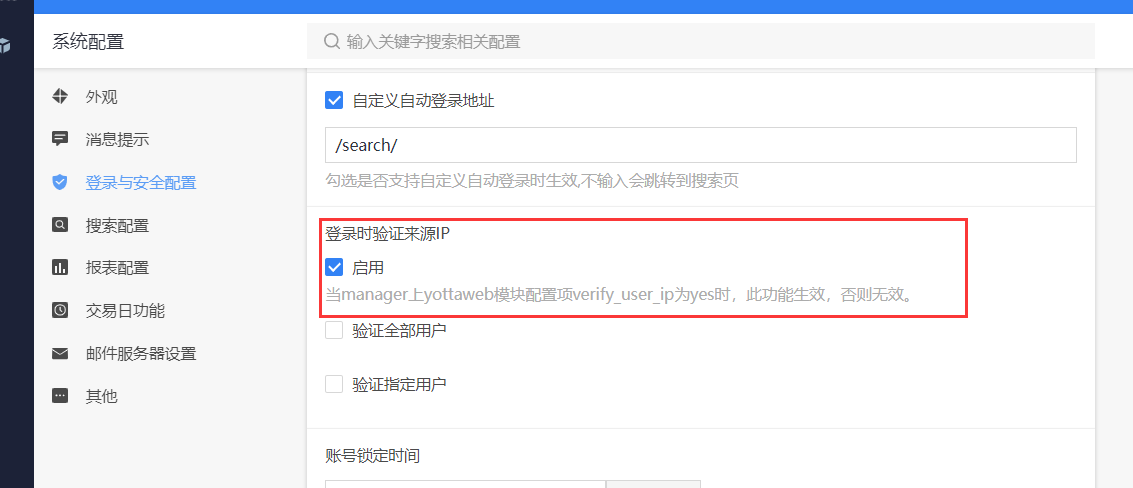 系统配置
输入关键字搜索相关配置
外观
消息提示
登录与安全配置
搜索配置
报表配置
交易日功能
邮件服务器设置
其他
自定义自动登录地址
/search/
勾选是否支持自定义自动登录时生效,不输入会跳转到搜索页
登录时验证来源IP
启用
当manager上yottaweb模块配置项verify_user_ip为yes时，此功能生效，否则无效。
验证全部用户
验证指定用户
账号锁定时间